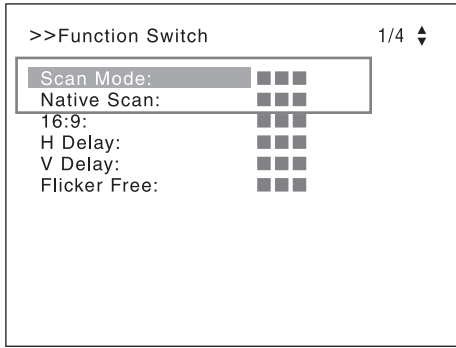 >>Function Switch 1/4
Scan Mode: ■■■
Native Scan: ■■■
16:9: ■■■
H Delay: ■■■
V Delay: ■■■
Flicker Free: ■■■